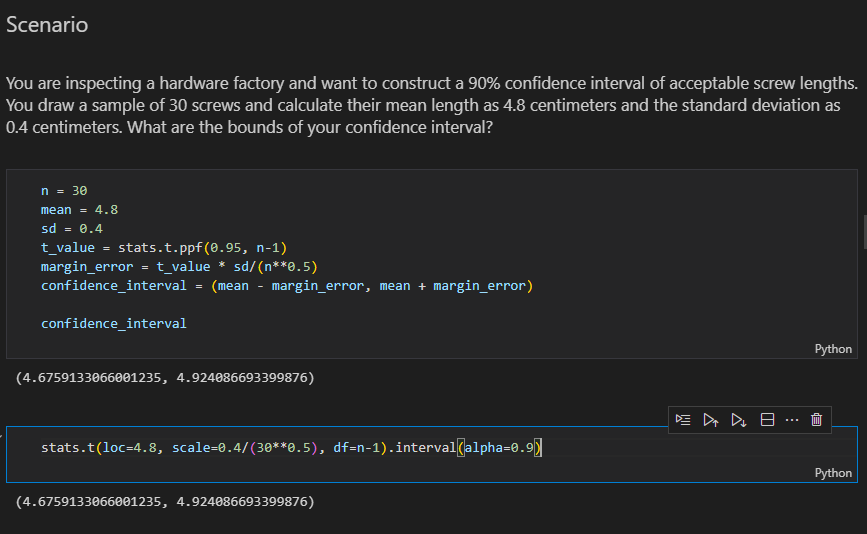 Scenario
You are inspecting a hardware factory and want to construct a 90% confidence interval of acceptable screw lengths.
You draw a sample of 30 screws and calculate their mean length as 4.8 centimeters and the standard deviation as
0.4 centimeters. What are the bounds of your confidence interval?
n = 30
mean = 4.8
sd = 0.4
t_value = stats.t.ppf(0.95, n-1)
margin_error = t_value * sd/(n**0.5)
confidence_interval = (mean - margin_error, mean + margin_error)
confidence_interval
Python
(4.6759133066001235, 4.924086693399876)
stats.t(loc=4.8, scale=0.4/(30**0.5), df=n-1).interval(alpha=0.9)
Python
(4.6759133066001235, 4.924086693399876)